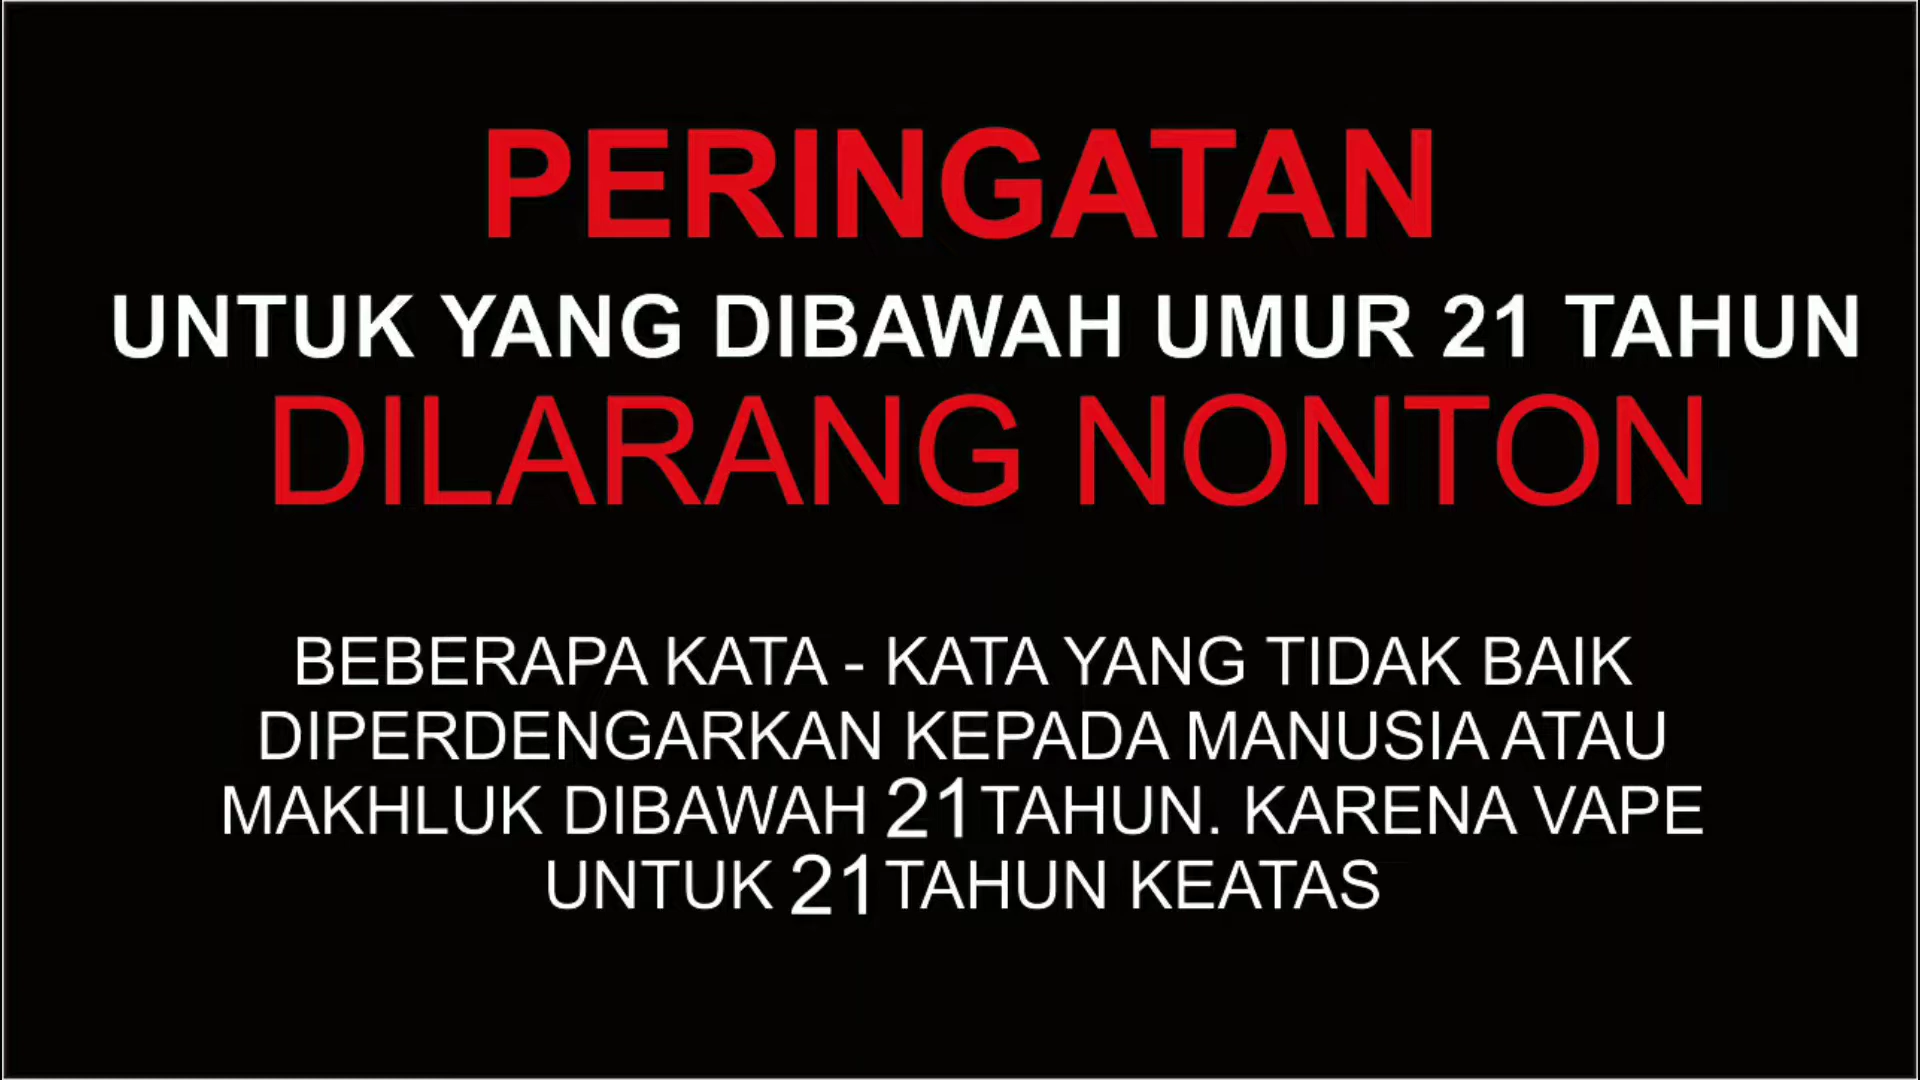 PERINGATAN
UNTUK YANG DIBAWAH UMUR 21 TAHUN
DILARANG NONTON
BEBERAPA KATA - KATA YANG TIDAK BAIK
DIPERDENGARKAN KEPADA MANUSIA ATAU
MAKHLUK DIBAWAH 21 TAHUN. KARENA VAPE
UNTUK 21 TAHUN KEATAS